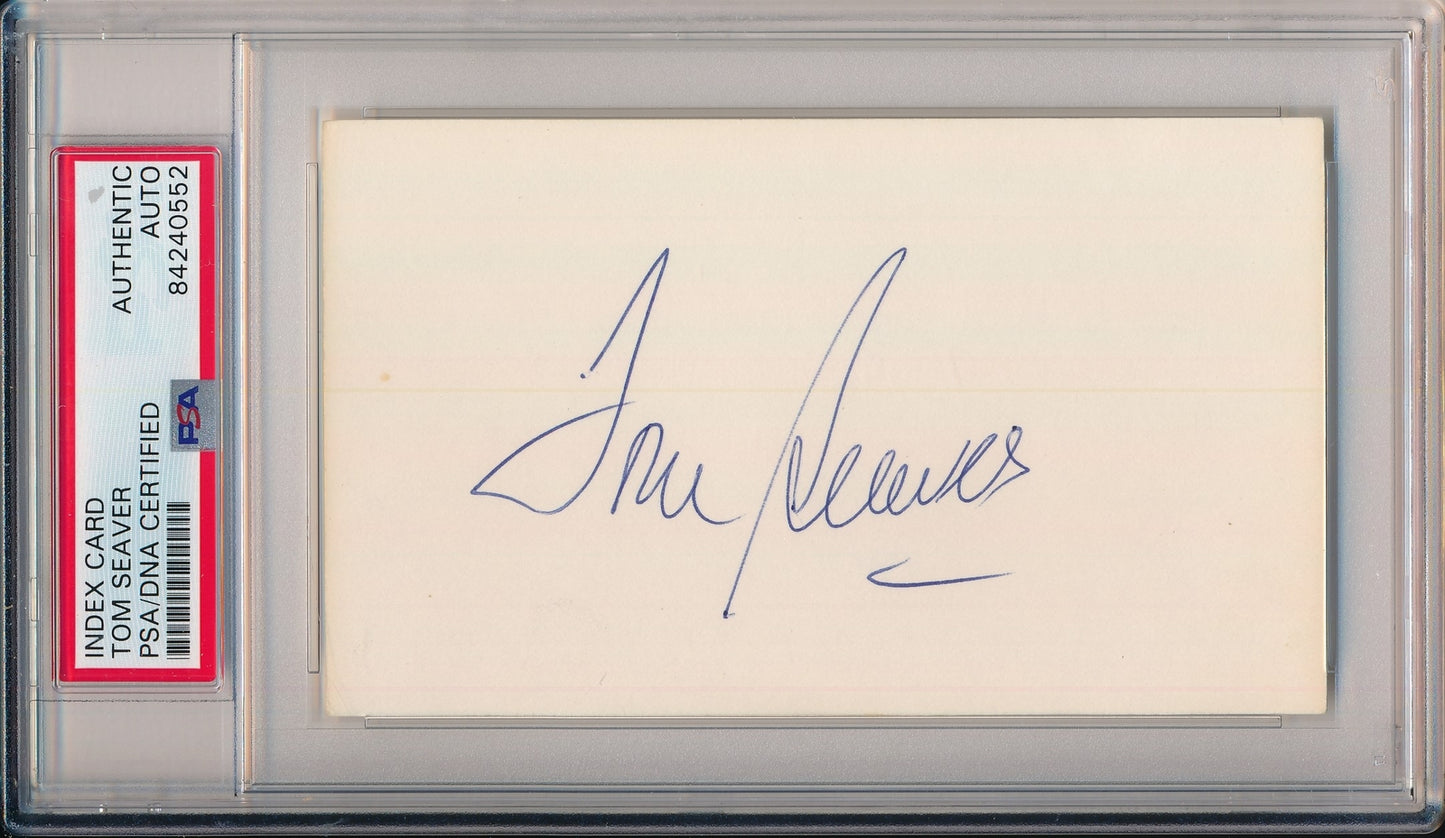 INDEX CARD
TOM SEAVER
PSA/DNA CERTIFIED
AUTHENTIC
AUTO
84240552
PSA
Tom Seaver